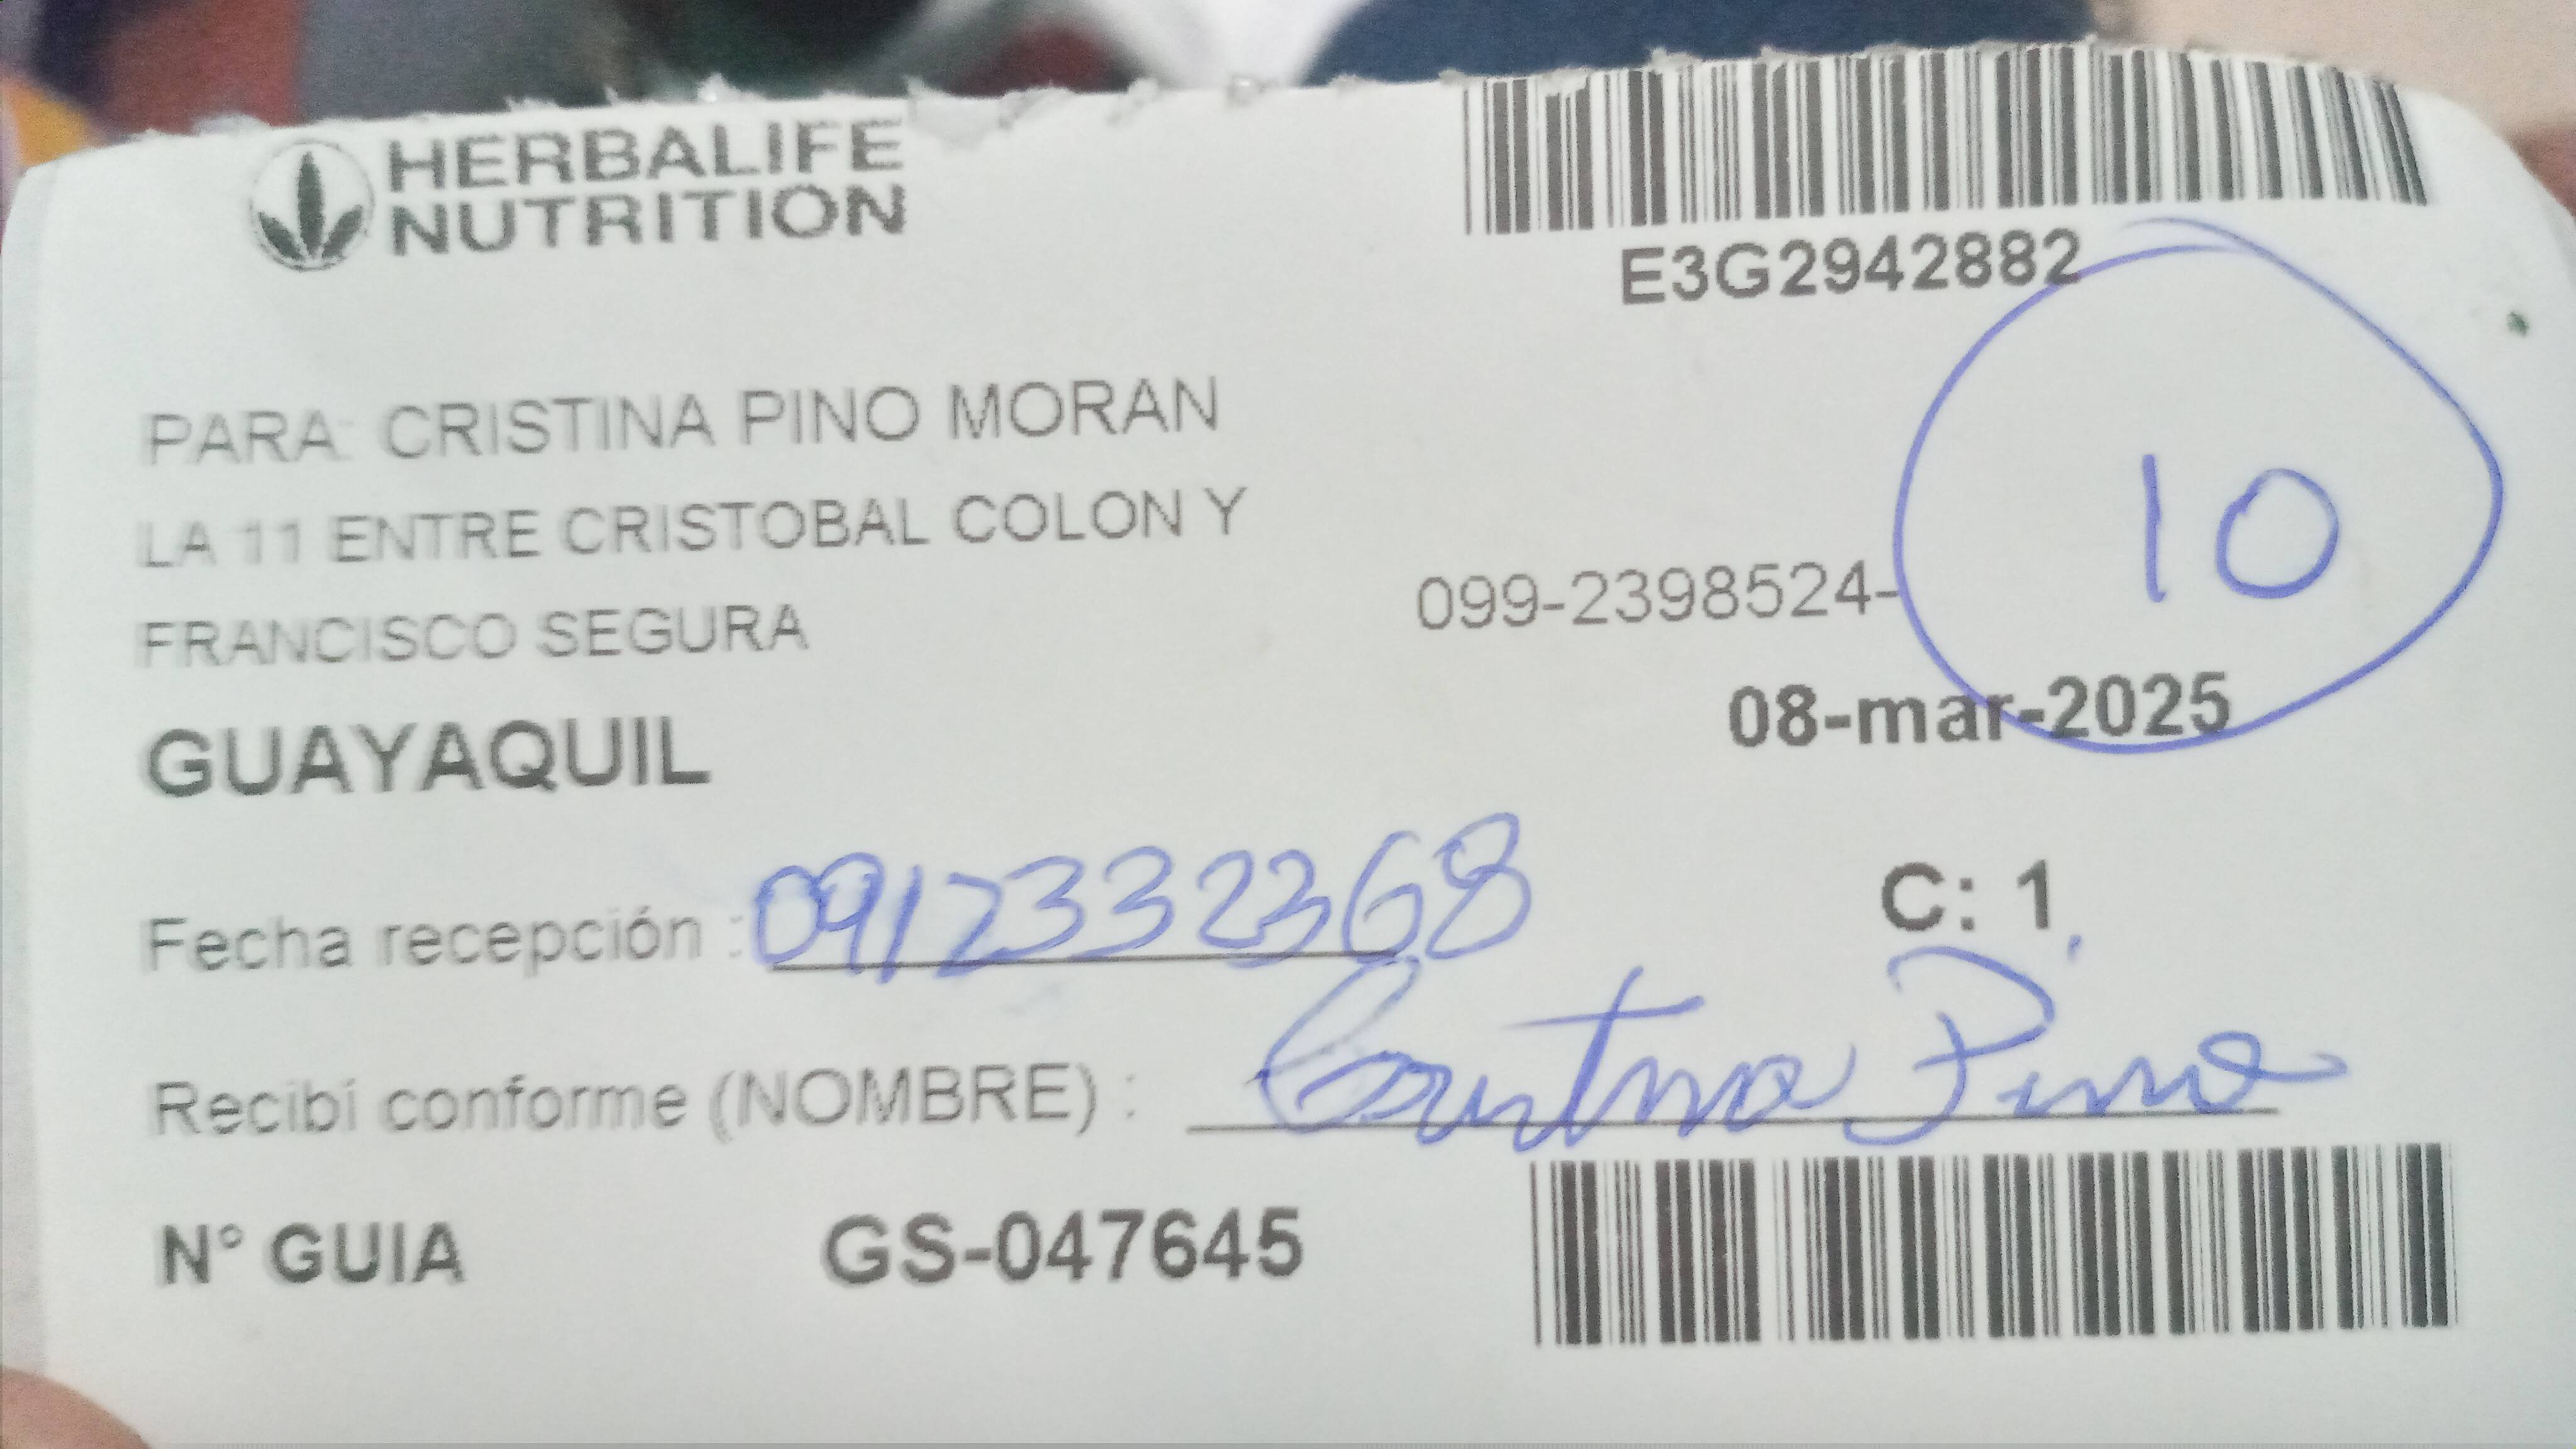 HERBALIFE
NUTRITION
E3G2942882
PARA: CRISTINA PINO MORAN
LA 11 ENTRE CRISTOBAL COLON Y
FRANCISCO SEGURA
099-2398524-
10
08-mar-2025
GUAYAQUIL
C: 1
Fecha recepción : 0912332368
Recibí conforme (NOMBRE) : Cristina Pino
N° GUIA GS-047645